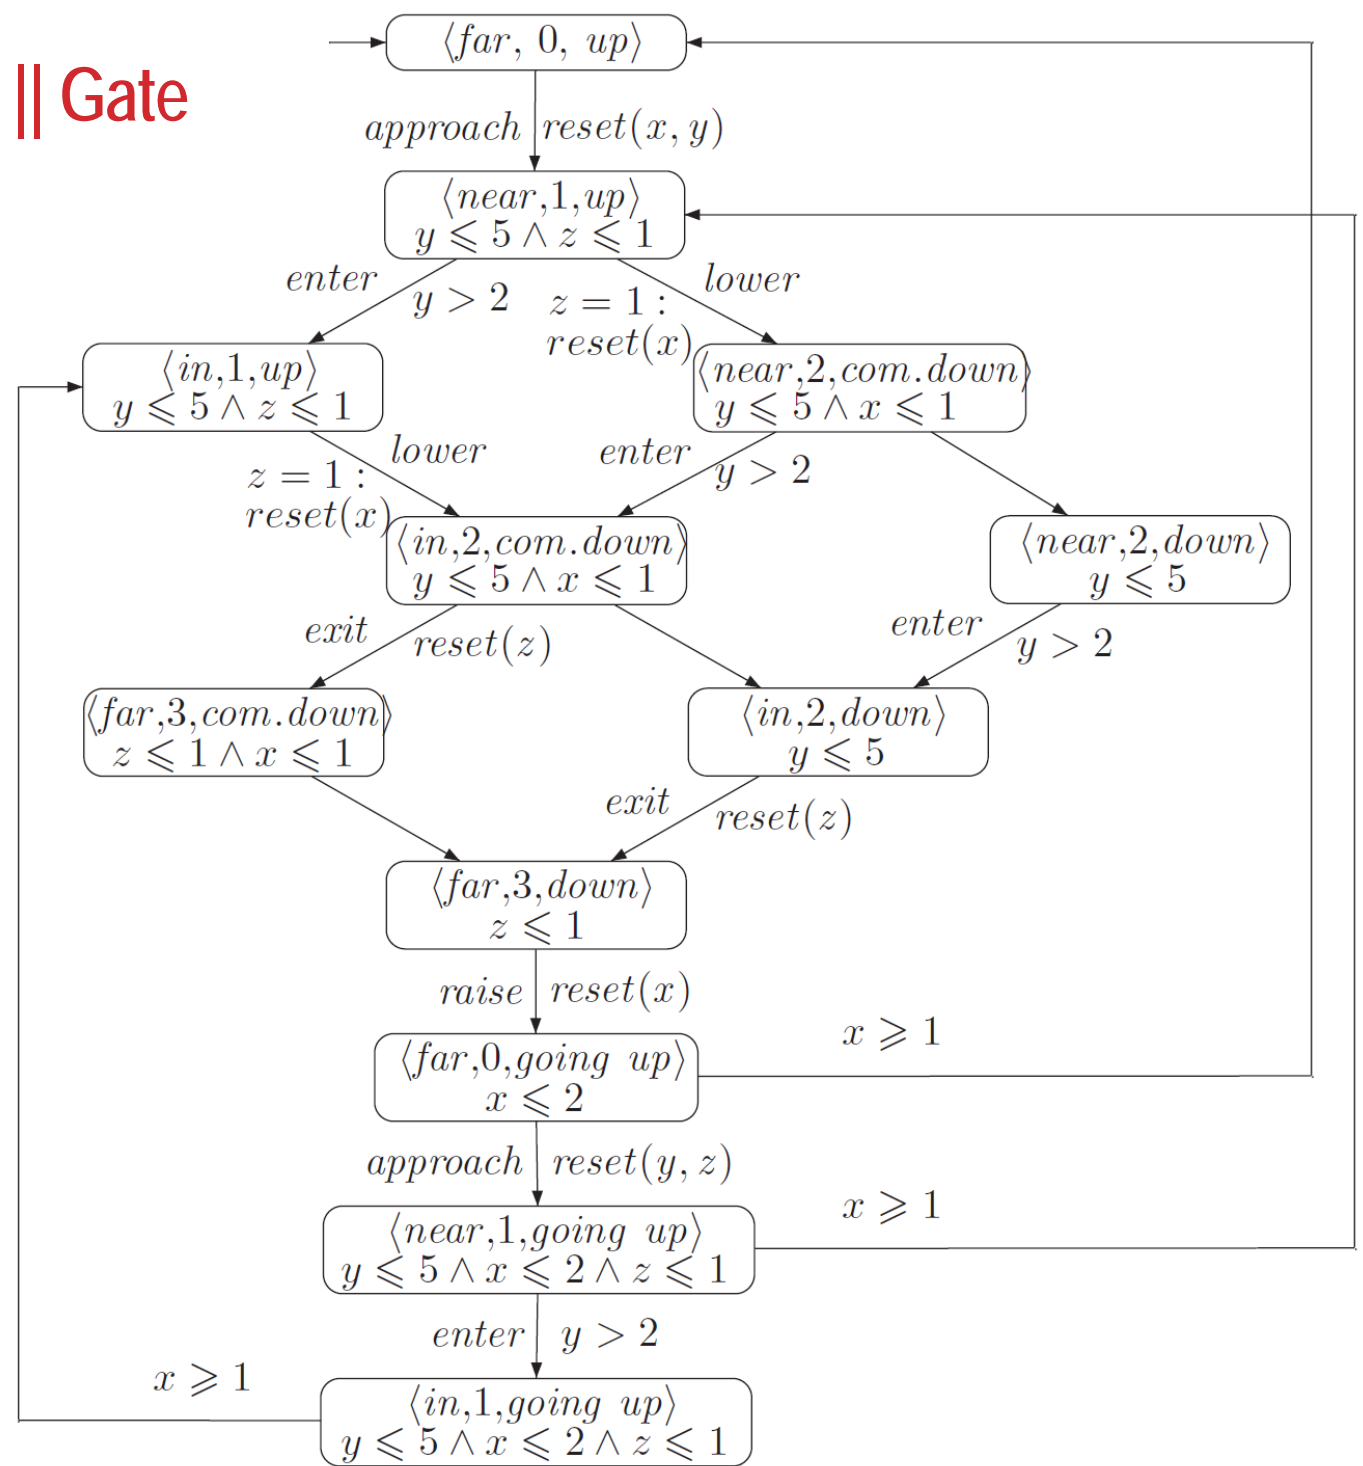 || Gate
⟨far, 0, up⟩
approach reset(x, y)
⟨near,1,up⟩
y ⩽ 5 ∧ z ⩽ 1
enter
y > 2
lower
z = 1 :
reset(x)
⟨in,1,up⟩
y ⩽ 5 ∧ z ⩽ 1
⟨near,2,com.down⟩
y ⩽ 5 ∧ x ⩽ 1
lower
z = 1 :
reset(x)
enter
y > 2
⟨in,2,com.down⟩
y ⩽ 5 ∧ x ⩽ 1
⟨near,2,down⟩
y ⩽ 5
exit
reset(z)
enter
y > 2
⟨far,3,com.down⟩
z ⩽ 1 ∧ x ⩽ 1
⟨in,2,down⟩
y ⩽ 5
exit
reset(z)
⟨far,3,down⟩
z ⩽ 1
raise reset(x)
⟨far,0,going up⟩
x ⩽ 2
x ⩾ 1
approach reset(y, z)
⟨near,1,going up⟩
y ⩽ 5 ∧ x ⩽ 2 ∧ z ⩽ 1
x ⩾ 1
enter y > 2
x ⩾ 1
⟨in,1,going up⟩
y ⩽ 5 ∧ x ⩽ 2 ∧ z ⩽ 1